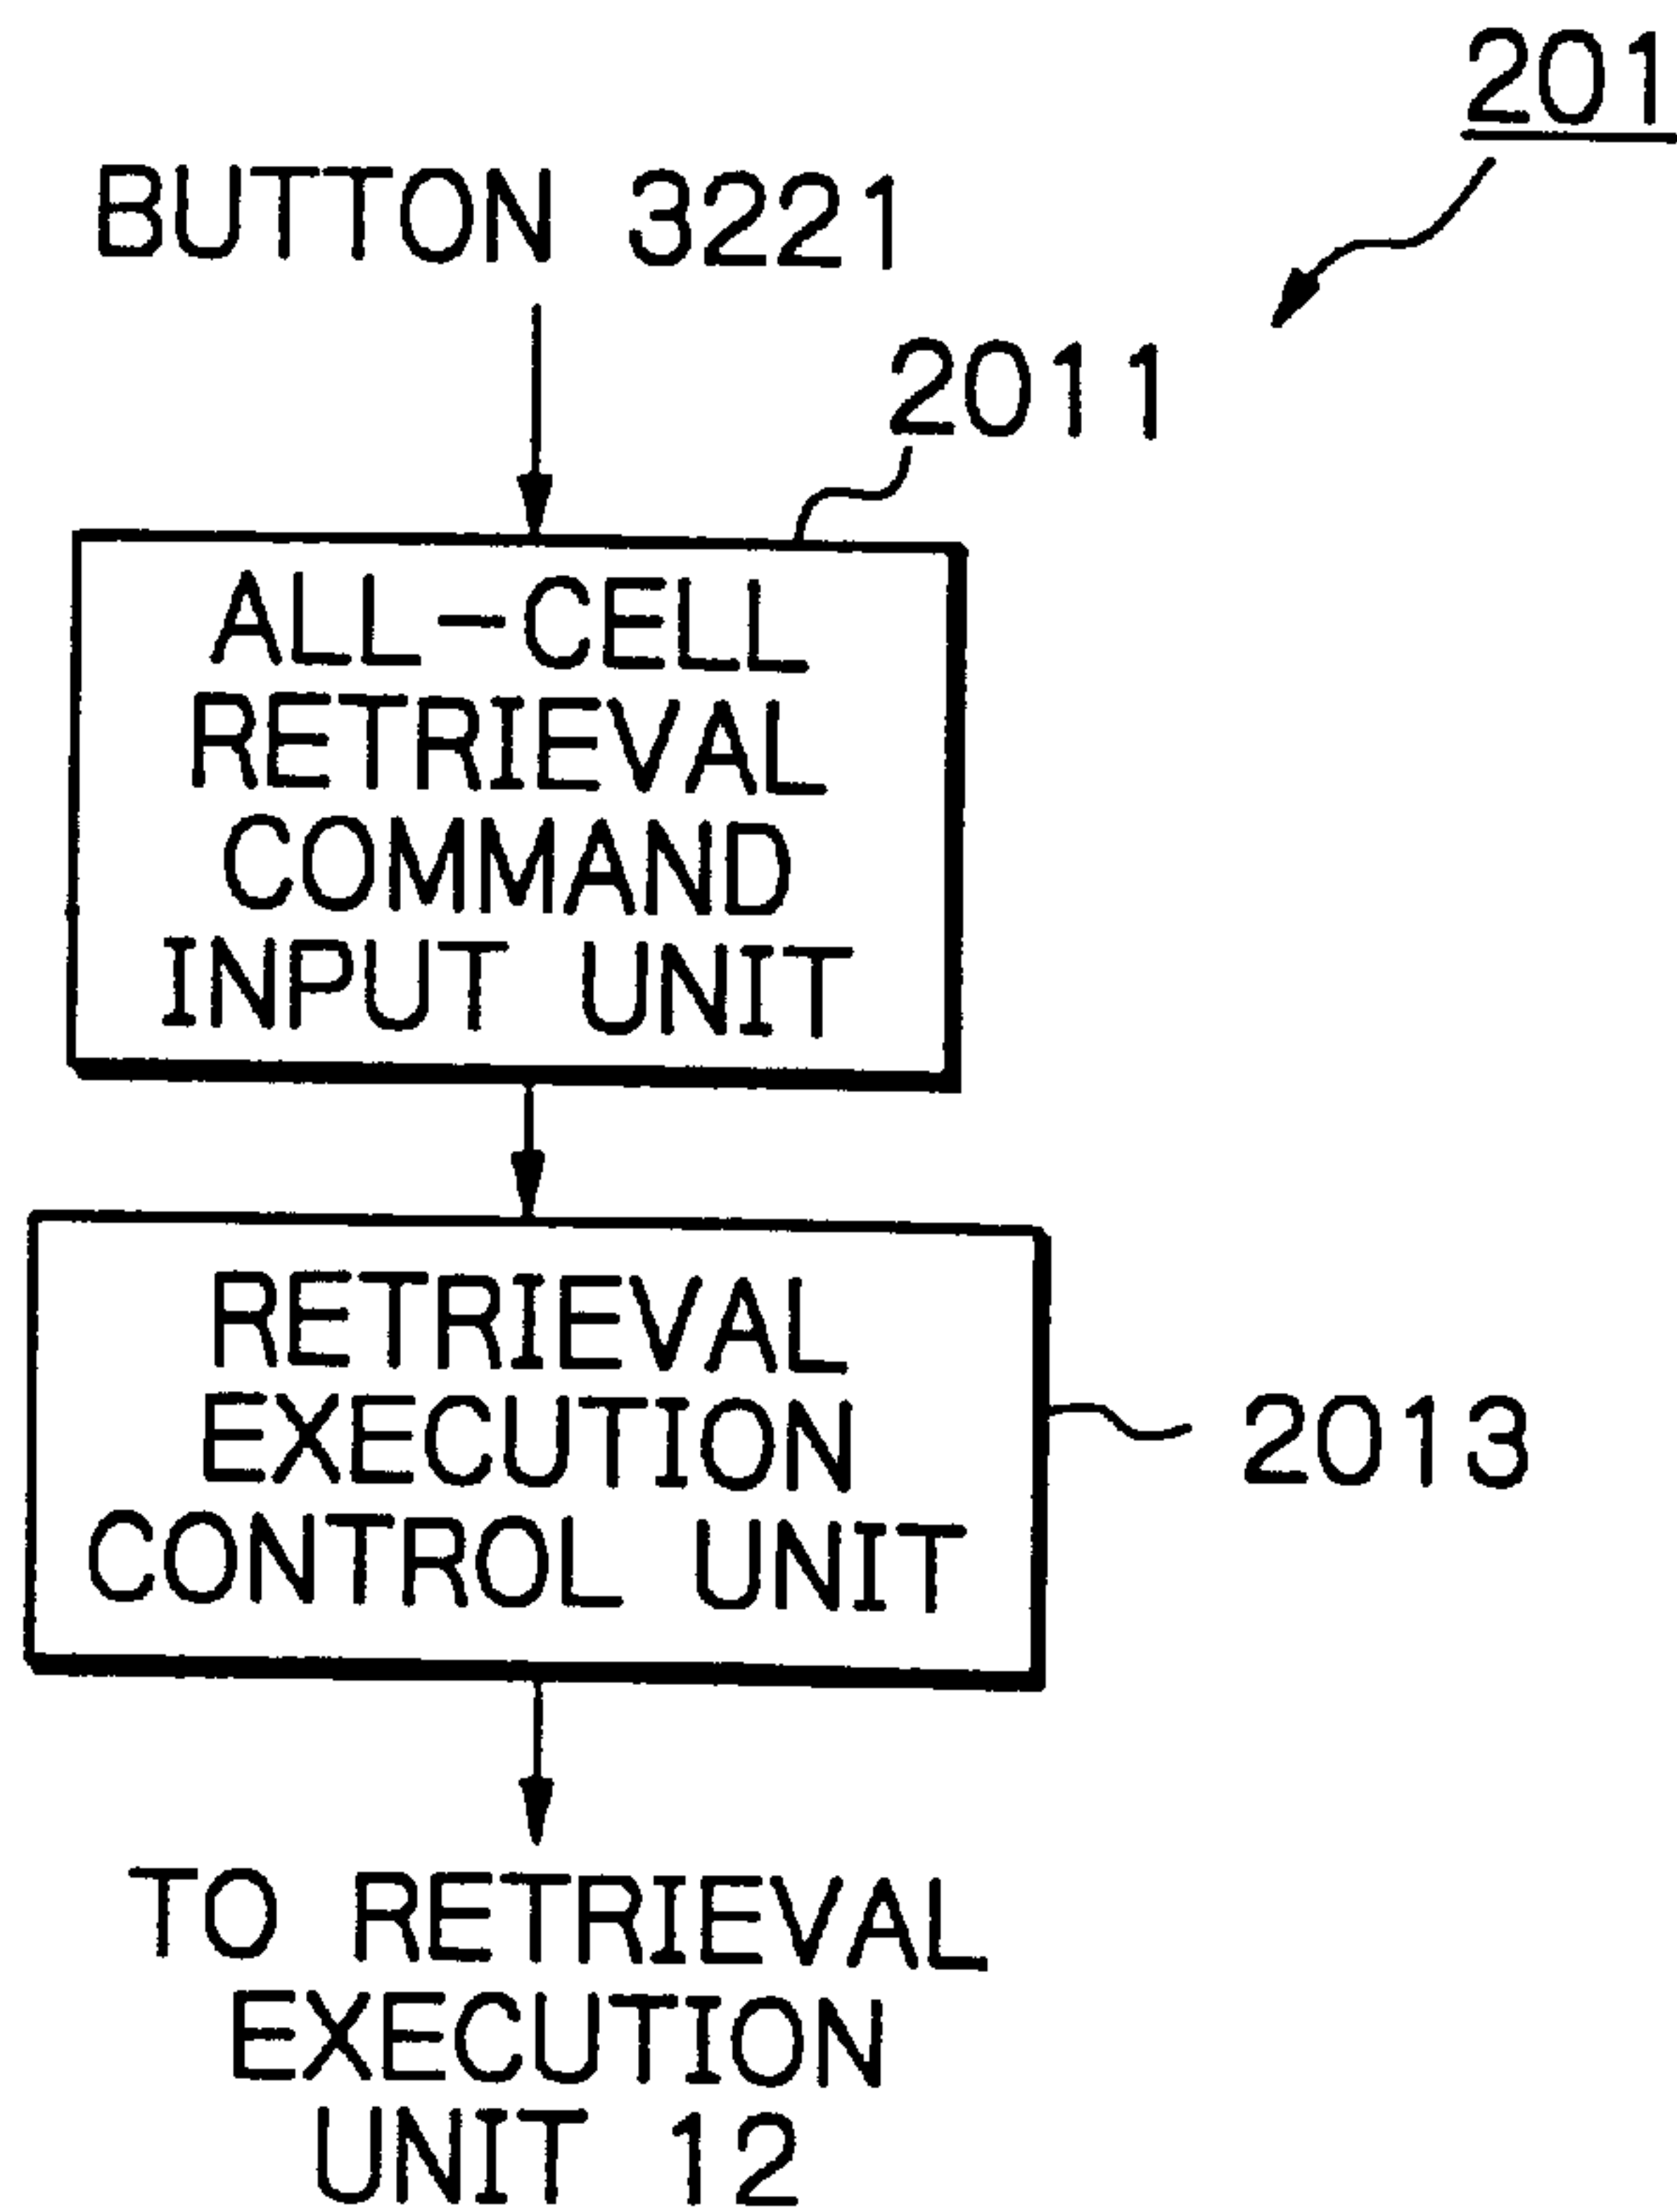 201
BUTTON 3221
2011
ALL-CELL
RETRIEVAL
COMMAND
INPUT UNIT
RETRIEVAL
EXECUTION
CONTROL UNIT
2013
TO RETRIEVAL
EXECUTION
UNIT 12